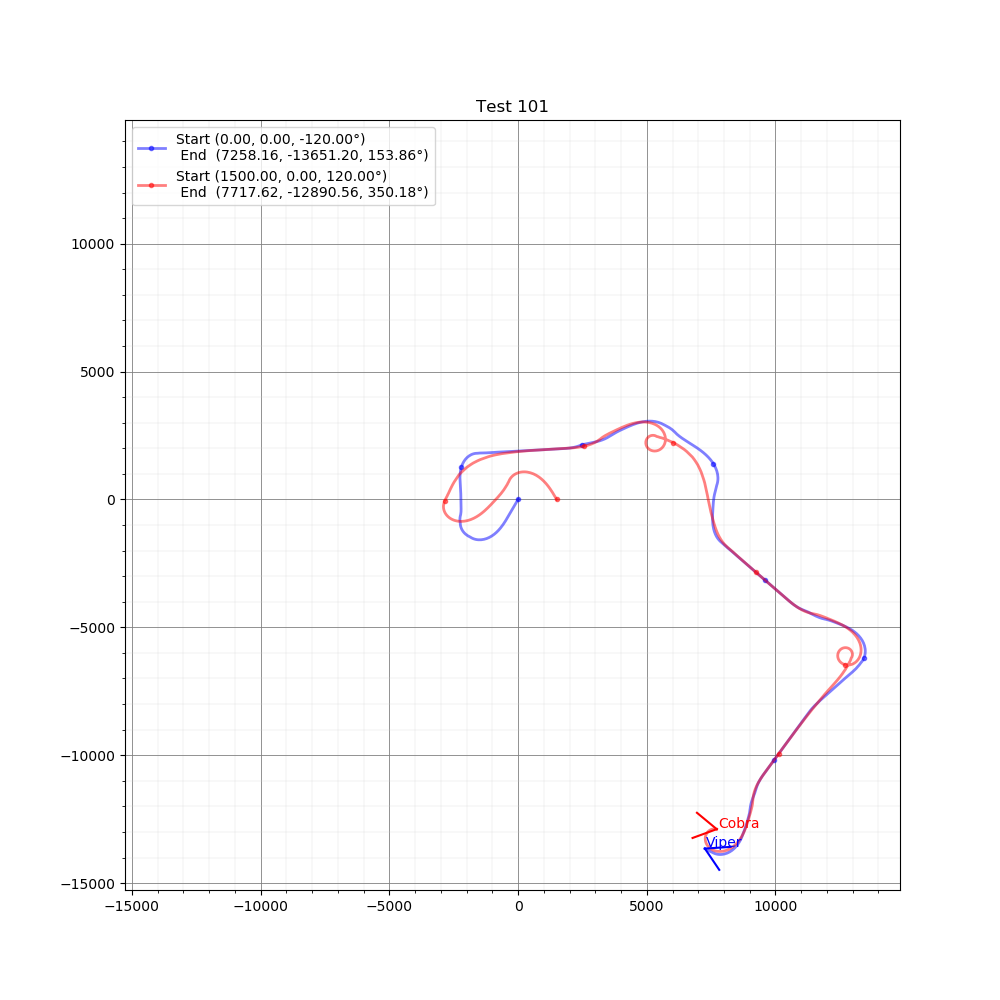 Test 101
Start (0.00, 0.00, -120.00°)
End  (7258.16, -13651.20, 153.86°)
Start (1500.00, 0.00, 120.00°)
End  (7717.62, -12890.56, 350.18°)
10000
5000
0
−5000
−10000
−15000
Cobra
Viper
−15000 −10000 −5000 0 5000 10000